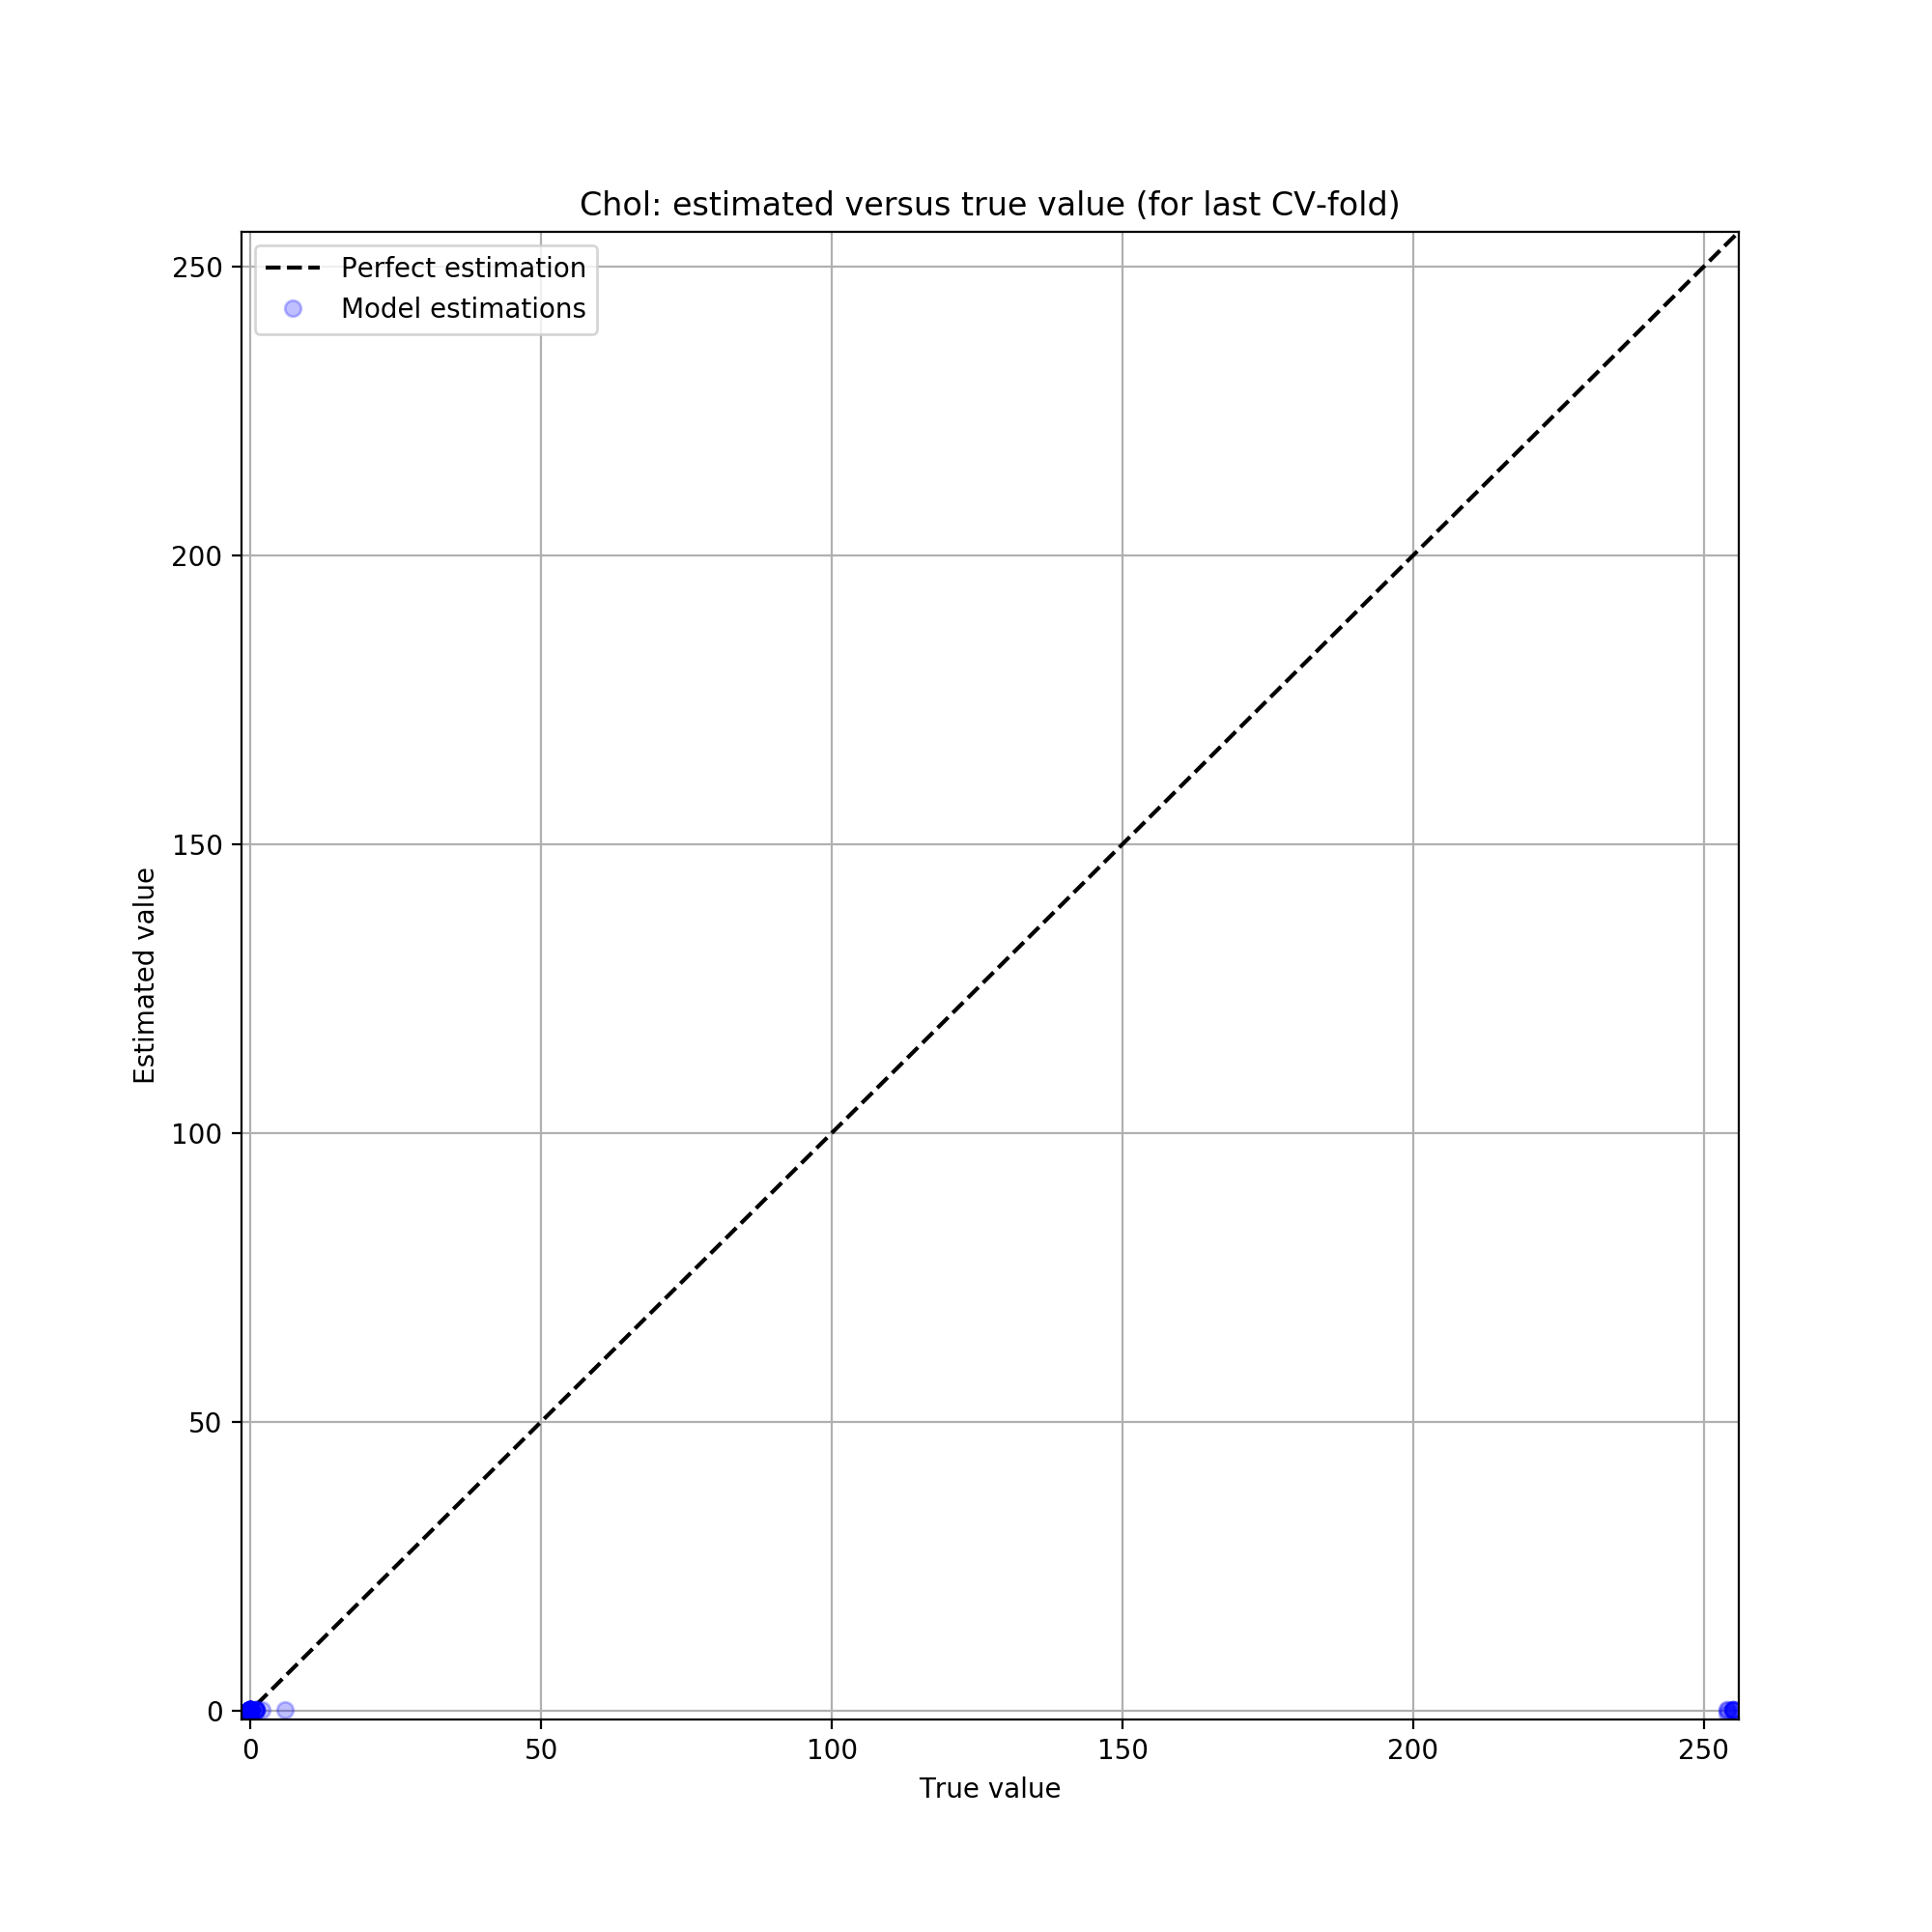 Chol: estimated versus true value (for last CV-fold)
Perfect estimation
Model estimations
250
200
150
100
50
0
Estimated value
0 50 100 150 200 250
True value